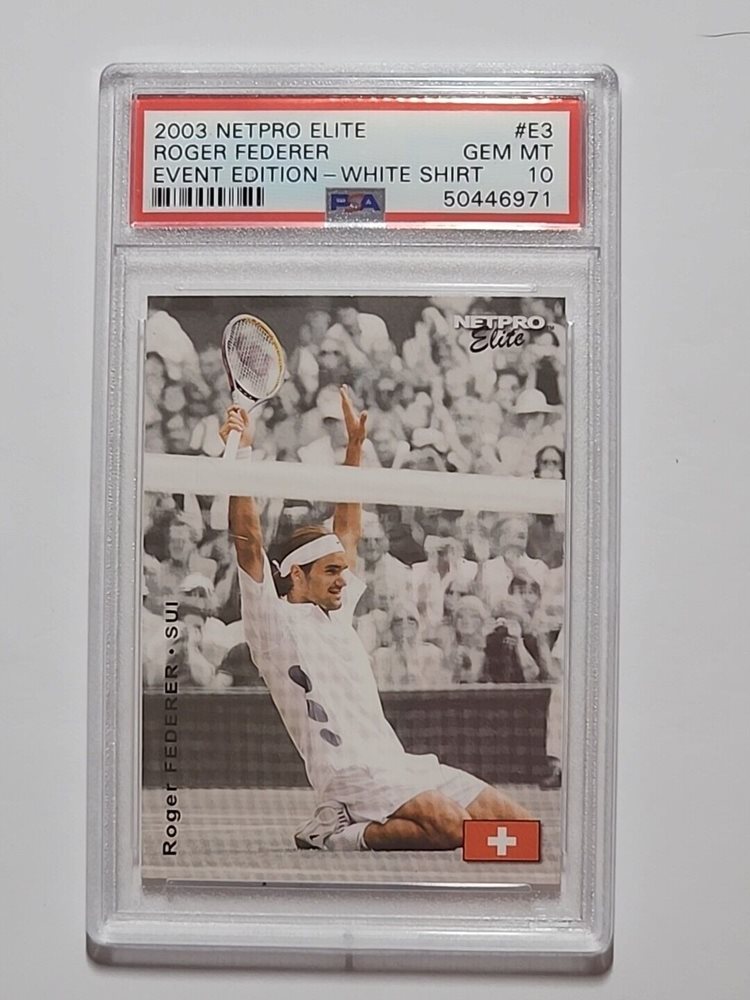 2003 NETPRO ELITE #E3
ROGER FEDERER GEM MT
EVENT EDITION – WHITE SHIRT 10
PSA 50446971
NETPRO™
Elite
Roger FEDERER • SUI